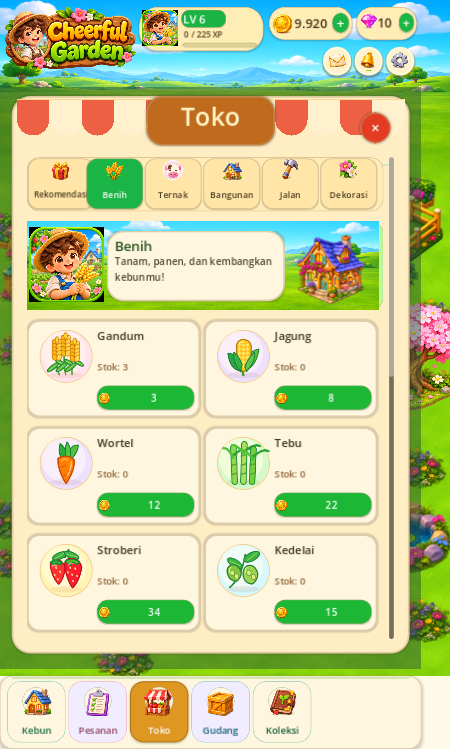 Cheerful
Garden
LV 6
0 / 225 XP
9.920 +
10 +
Toko
×
Rekomendasi
Benih
Ternak
Bangunan
Jalan
Dekorasi
Benih
Tanam, panen, dan kembangkan
kebunmu!
Gandum
Stok: 3
3
Jagung
Stok: 0
8
Wortel
Stok: 0
12
Tebu
Stok: 0
22
Stroberi
Stok: 0
34
Kedelai
Stok: 0
15
Kebun
Pesanan
Toko
Gudang
Koleksi